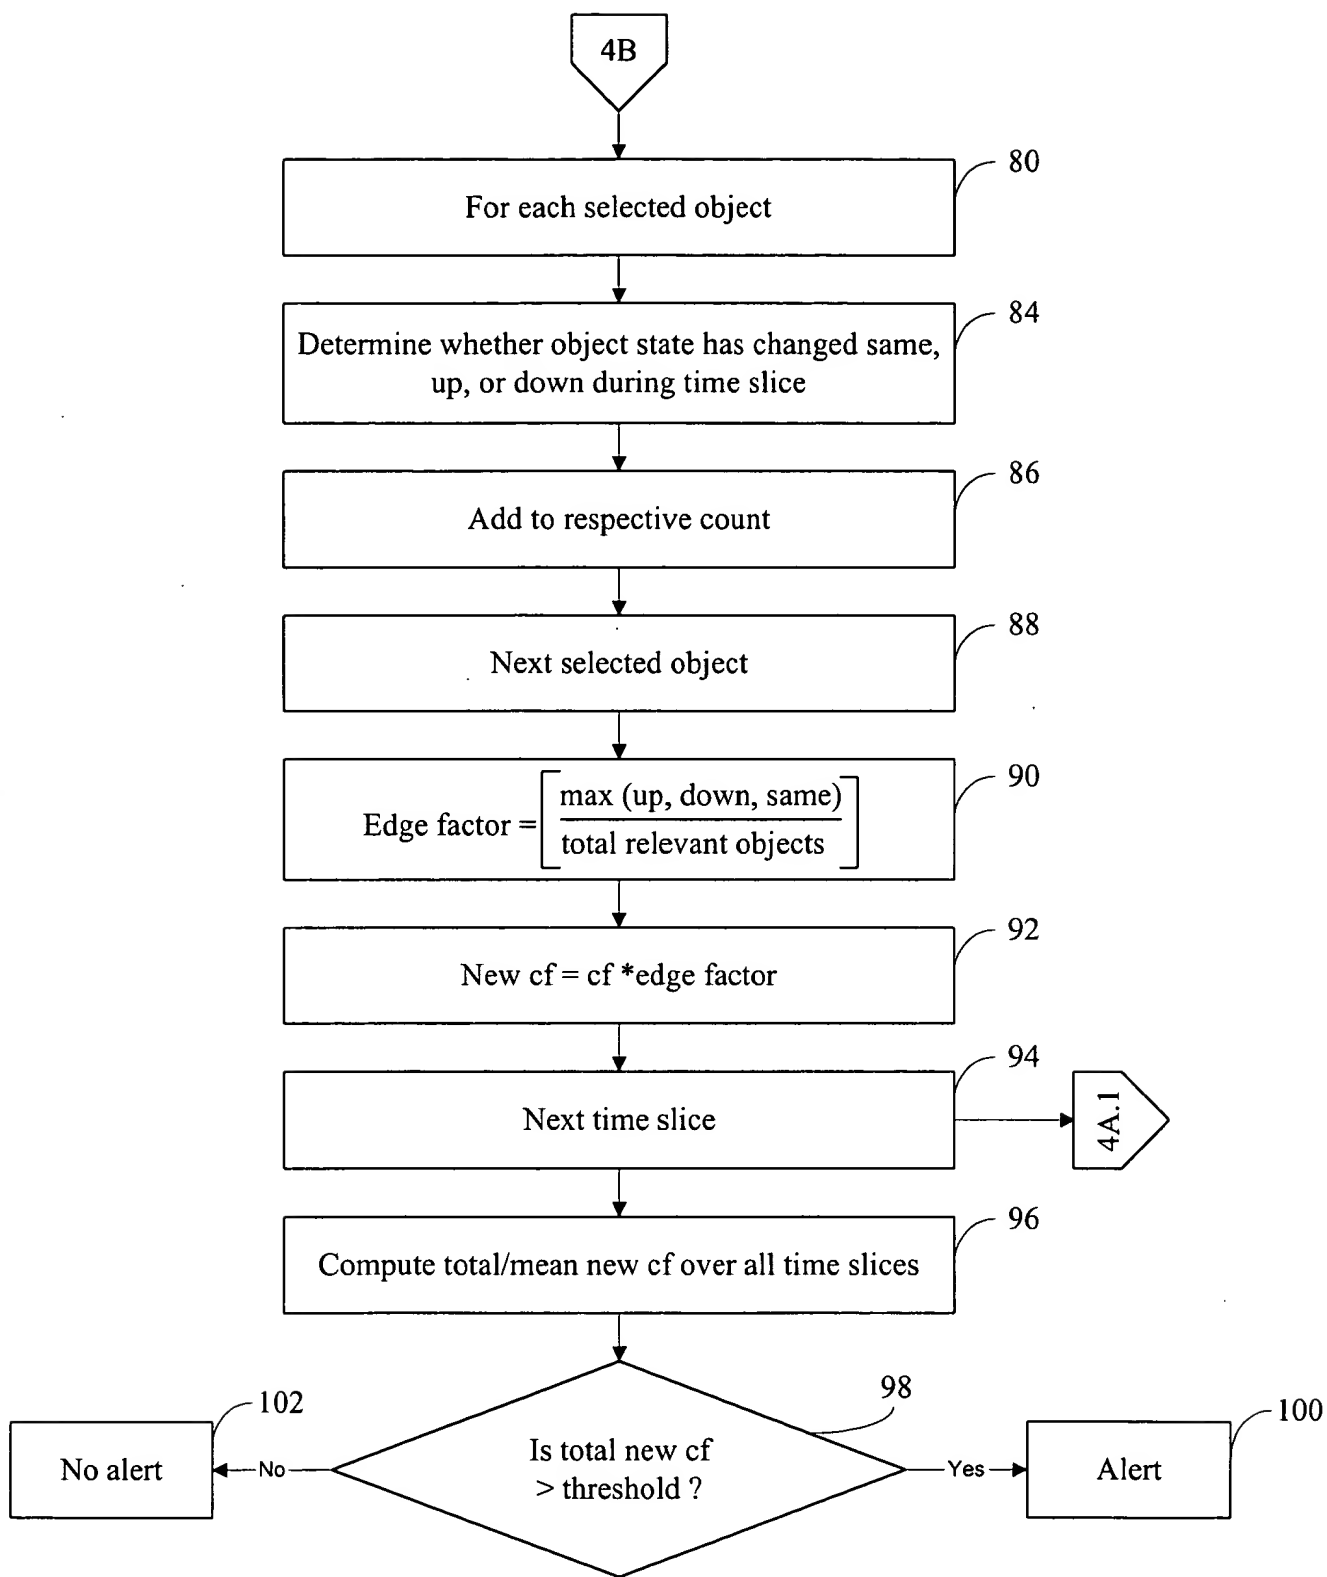 4B
80
For each selected object
84
Determine whether object state has changed same,
up, or down during time slice
86
Add to respective count
88
Next selected object
90
Edge factor = [max (up, down, same)
total relevant objects]
92
New cf = cf *edge factor
94
Next time slice
4A.1
96
Compute total/mean new cf over all time slices
98
102
100
Is total new cf
> threshold ?
No alert
No
Yes
Alert